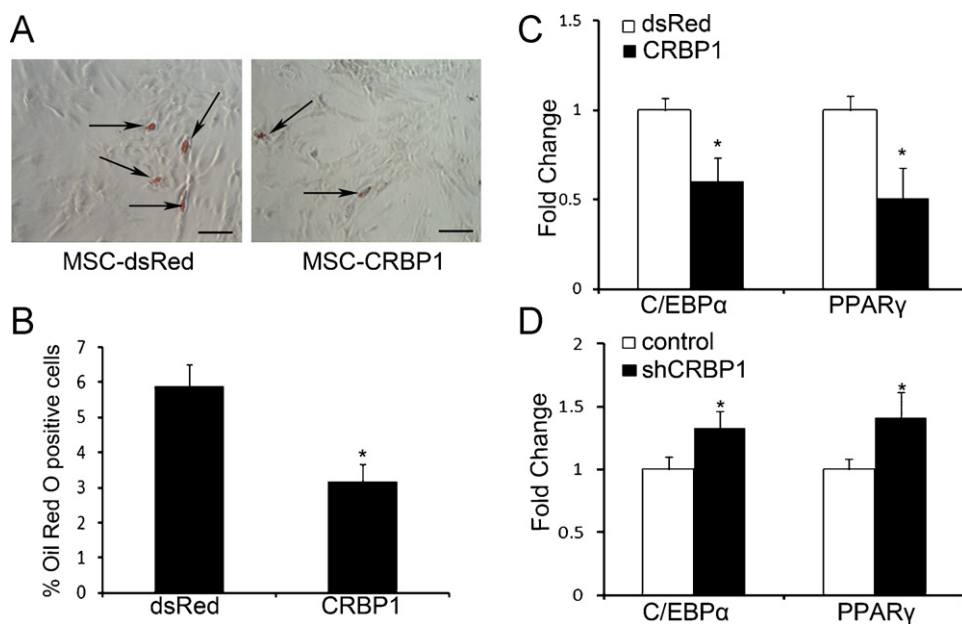 A
MSC-dsRed
MSC-CRBP1
B
% Oil Red O positive cells
7
6
5
4
3
2
1
0
*
dsRed
CRBP1
C
dsRed
CRBP1
Fold Change
1.5
1
0.5
0
*
*
C/EBPα
PPARγ
D
control
shCRBP1
Fold Change
2
1.5
1
0.5
0
*
*
C/EBPα
PPARγ